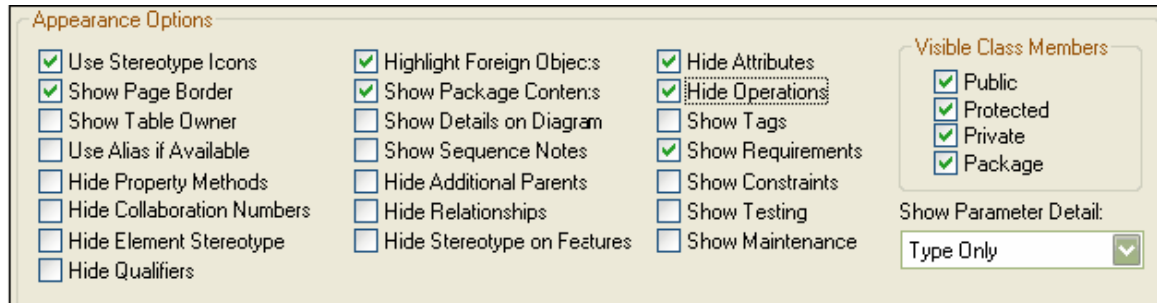 Appearance Options
Use Stereotype Icons
Show Page Border
Show Table Owner
Use Alias if Available
Hide Property Methods
Hide Collaboration Numbers
Hide Element Stereotype
Hide Qualifiers
Highlight Foreign Objects
Show Package Contents
Show Details on Diagram
Show Sequence Notes
Hide Additional Parents
Hide Relationships
Hide Stereotype on Features
Hide Attributes
Hide Operations
Show Tags
Show Requirements
Show Constraints
Show Testing
Show Maintenance
Visible Class Members
Public
Protected
Private
Package
Show Parameter Detail:
Type Only